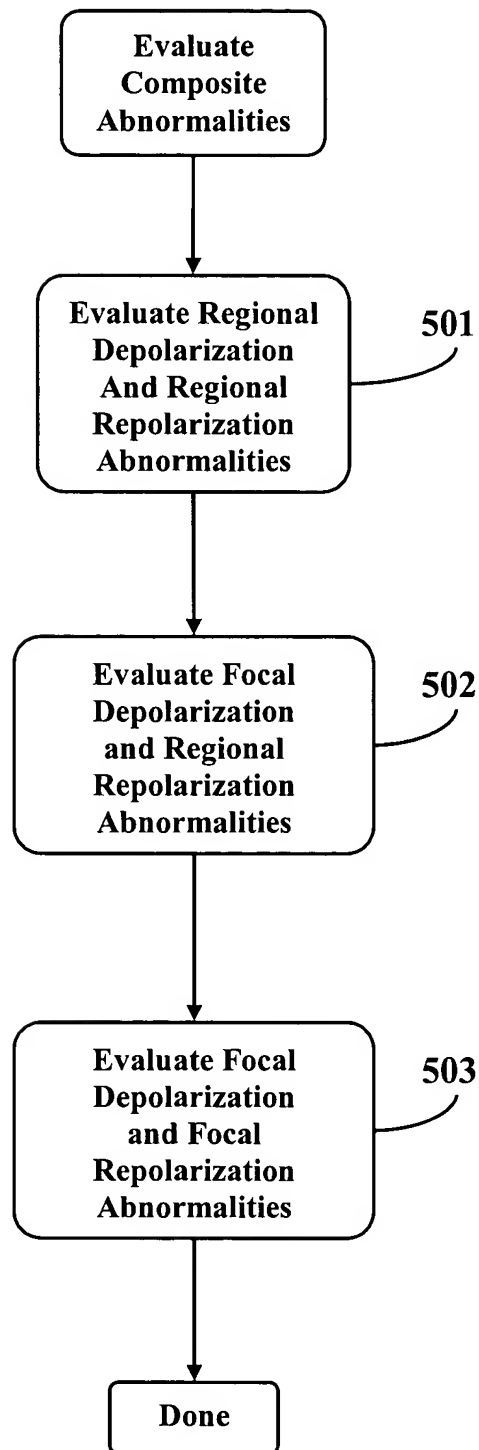 Evaluate
Composite
Abnormalities
Evaluate Regional
Depolarization
And Regional
Repolarization
Abnormalities
501
Evaluate Focal
Depolarization
and Regional
Repolarization
Abnormalities
502
Evaluate Focal
Depolarization
and Focal
Repolarization
Abnormalities
503
Done